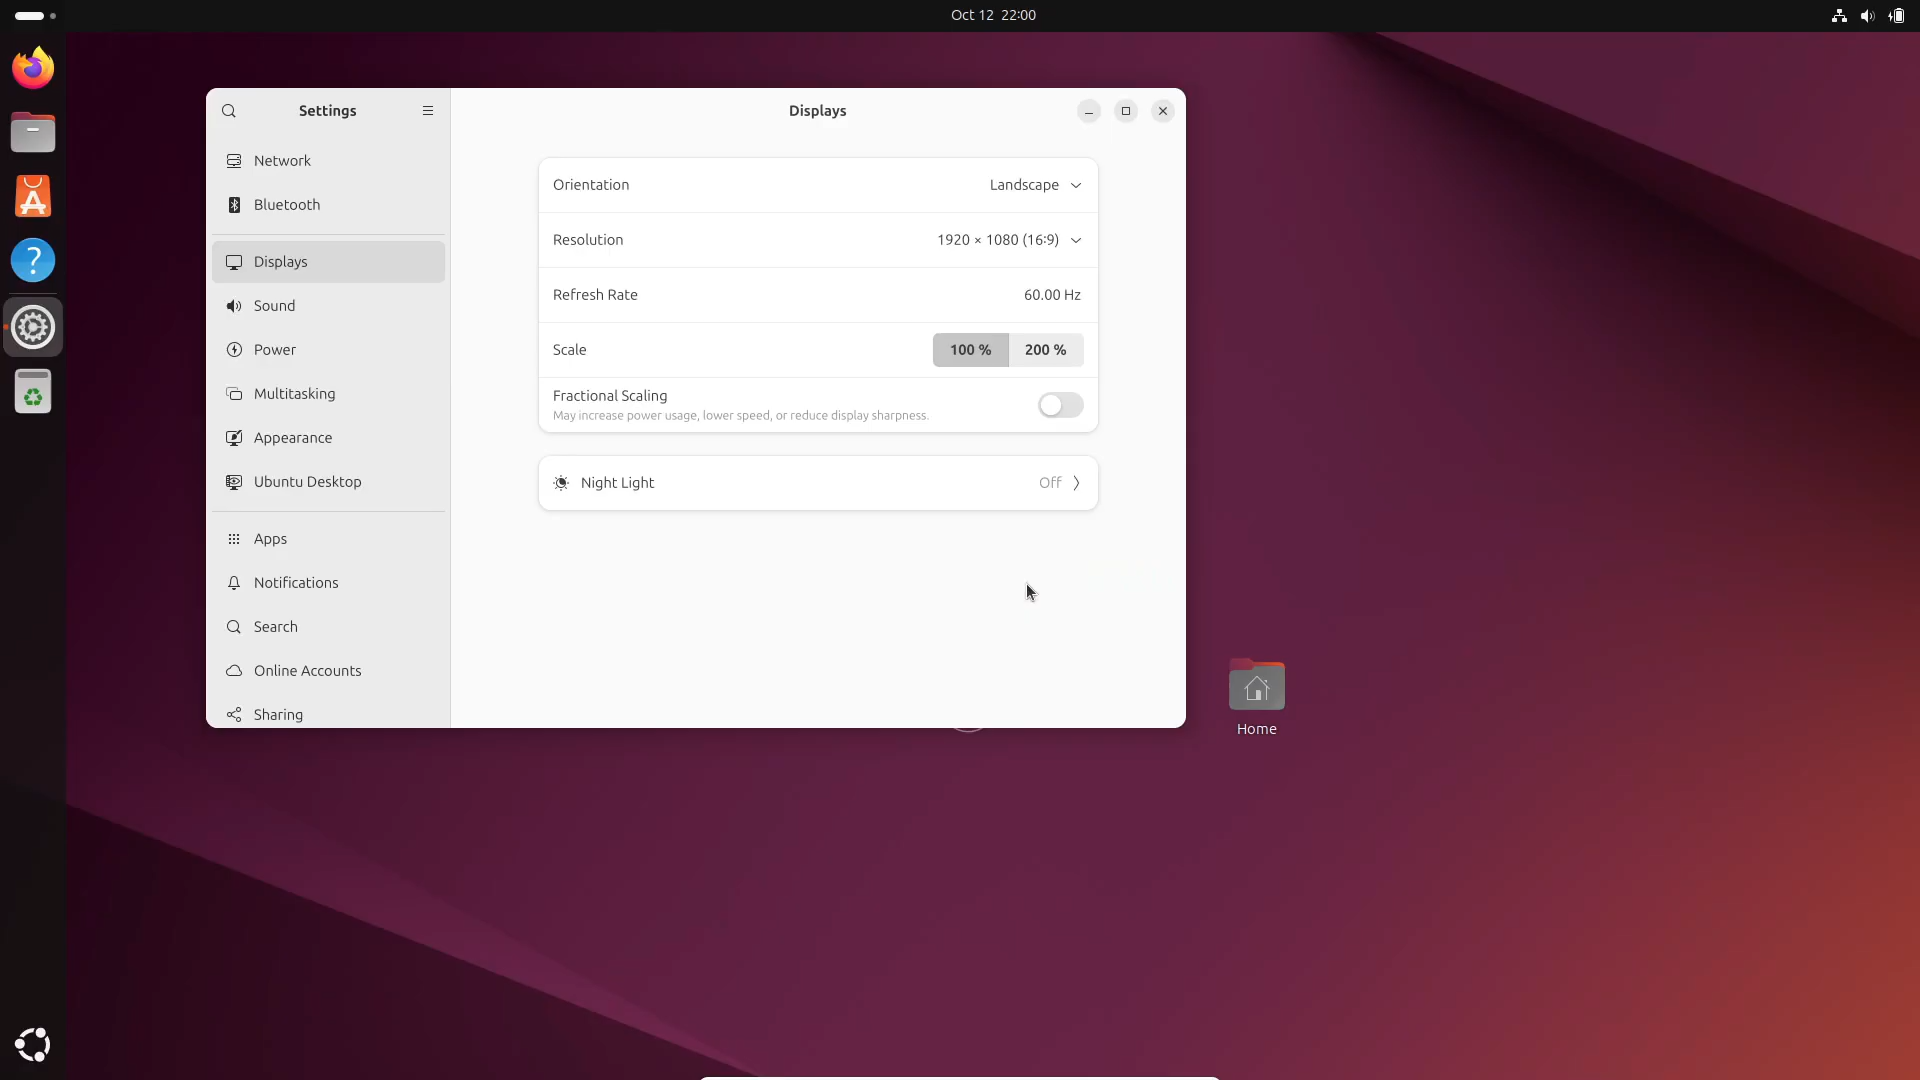 Oct 12 22:00
Settings
Displays
Network
Bluetooth
Displays
Sound
Power
Multitasking
Appearance
Ubuntu Desktop
Apps
Notifications
Search
Online Accounts
Sharing
Orientation Landscape
Resolution 1920 × 1080 (16:9)
Refresh Rate 60.00 Hz
Scale 100 % 200 %
Fractional Scaling
May increase power usage, lower speed, or reduce display sharpness.
Night Light Off
Home